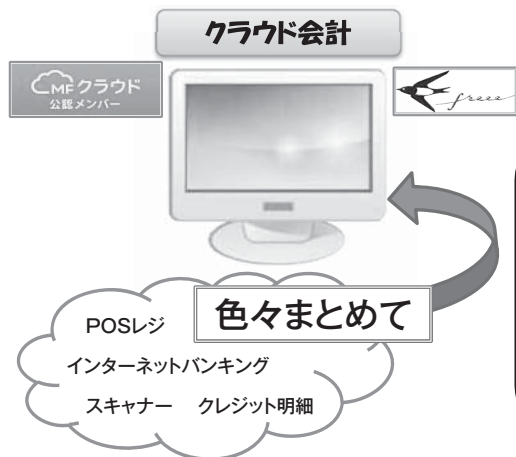 クラウド会計
MFクラウド
公認メンバー
freee
色々まとめて
POSレジ
インターネットバンキング
スキャナー クレジット明細